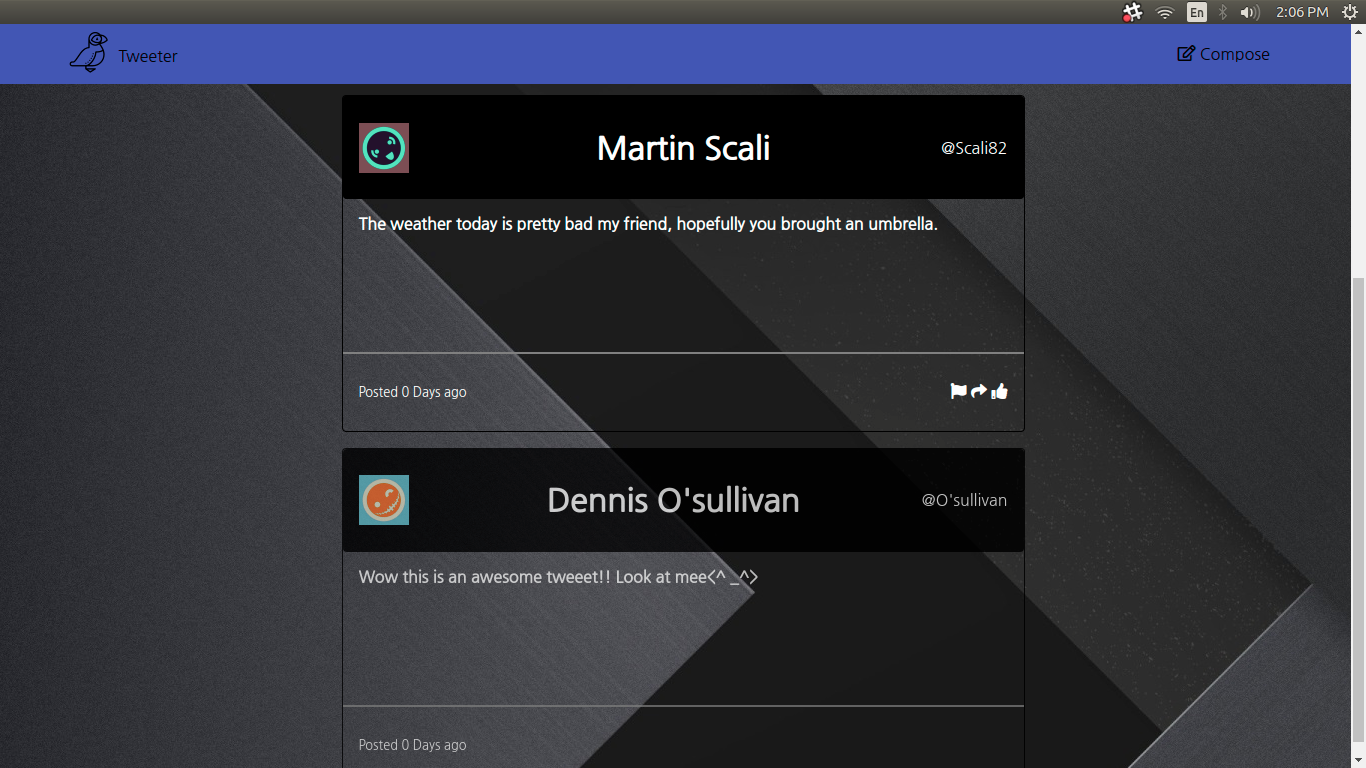 En 2:06 PM
Tweeter Compose
Martin Scali @Scali82
The weather today is pretty bad my friend, hopefully you brought an umbrella.
Posted 0 Days ago
Dennis O'sullivan @O'sullivan
Wow this is an awesome tweeet!! Look at mee<^ _^>
Posted 0 Days ago